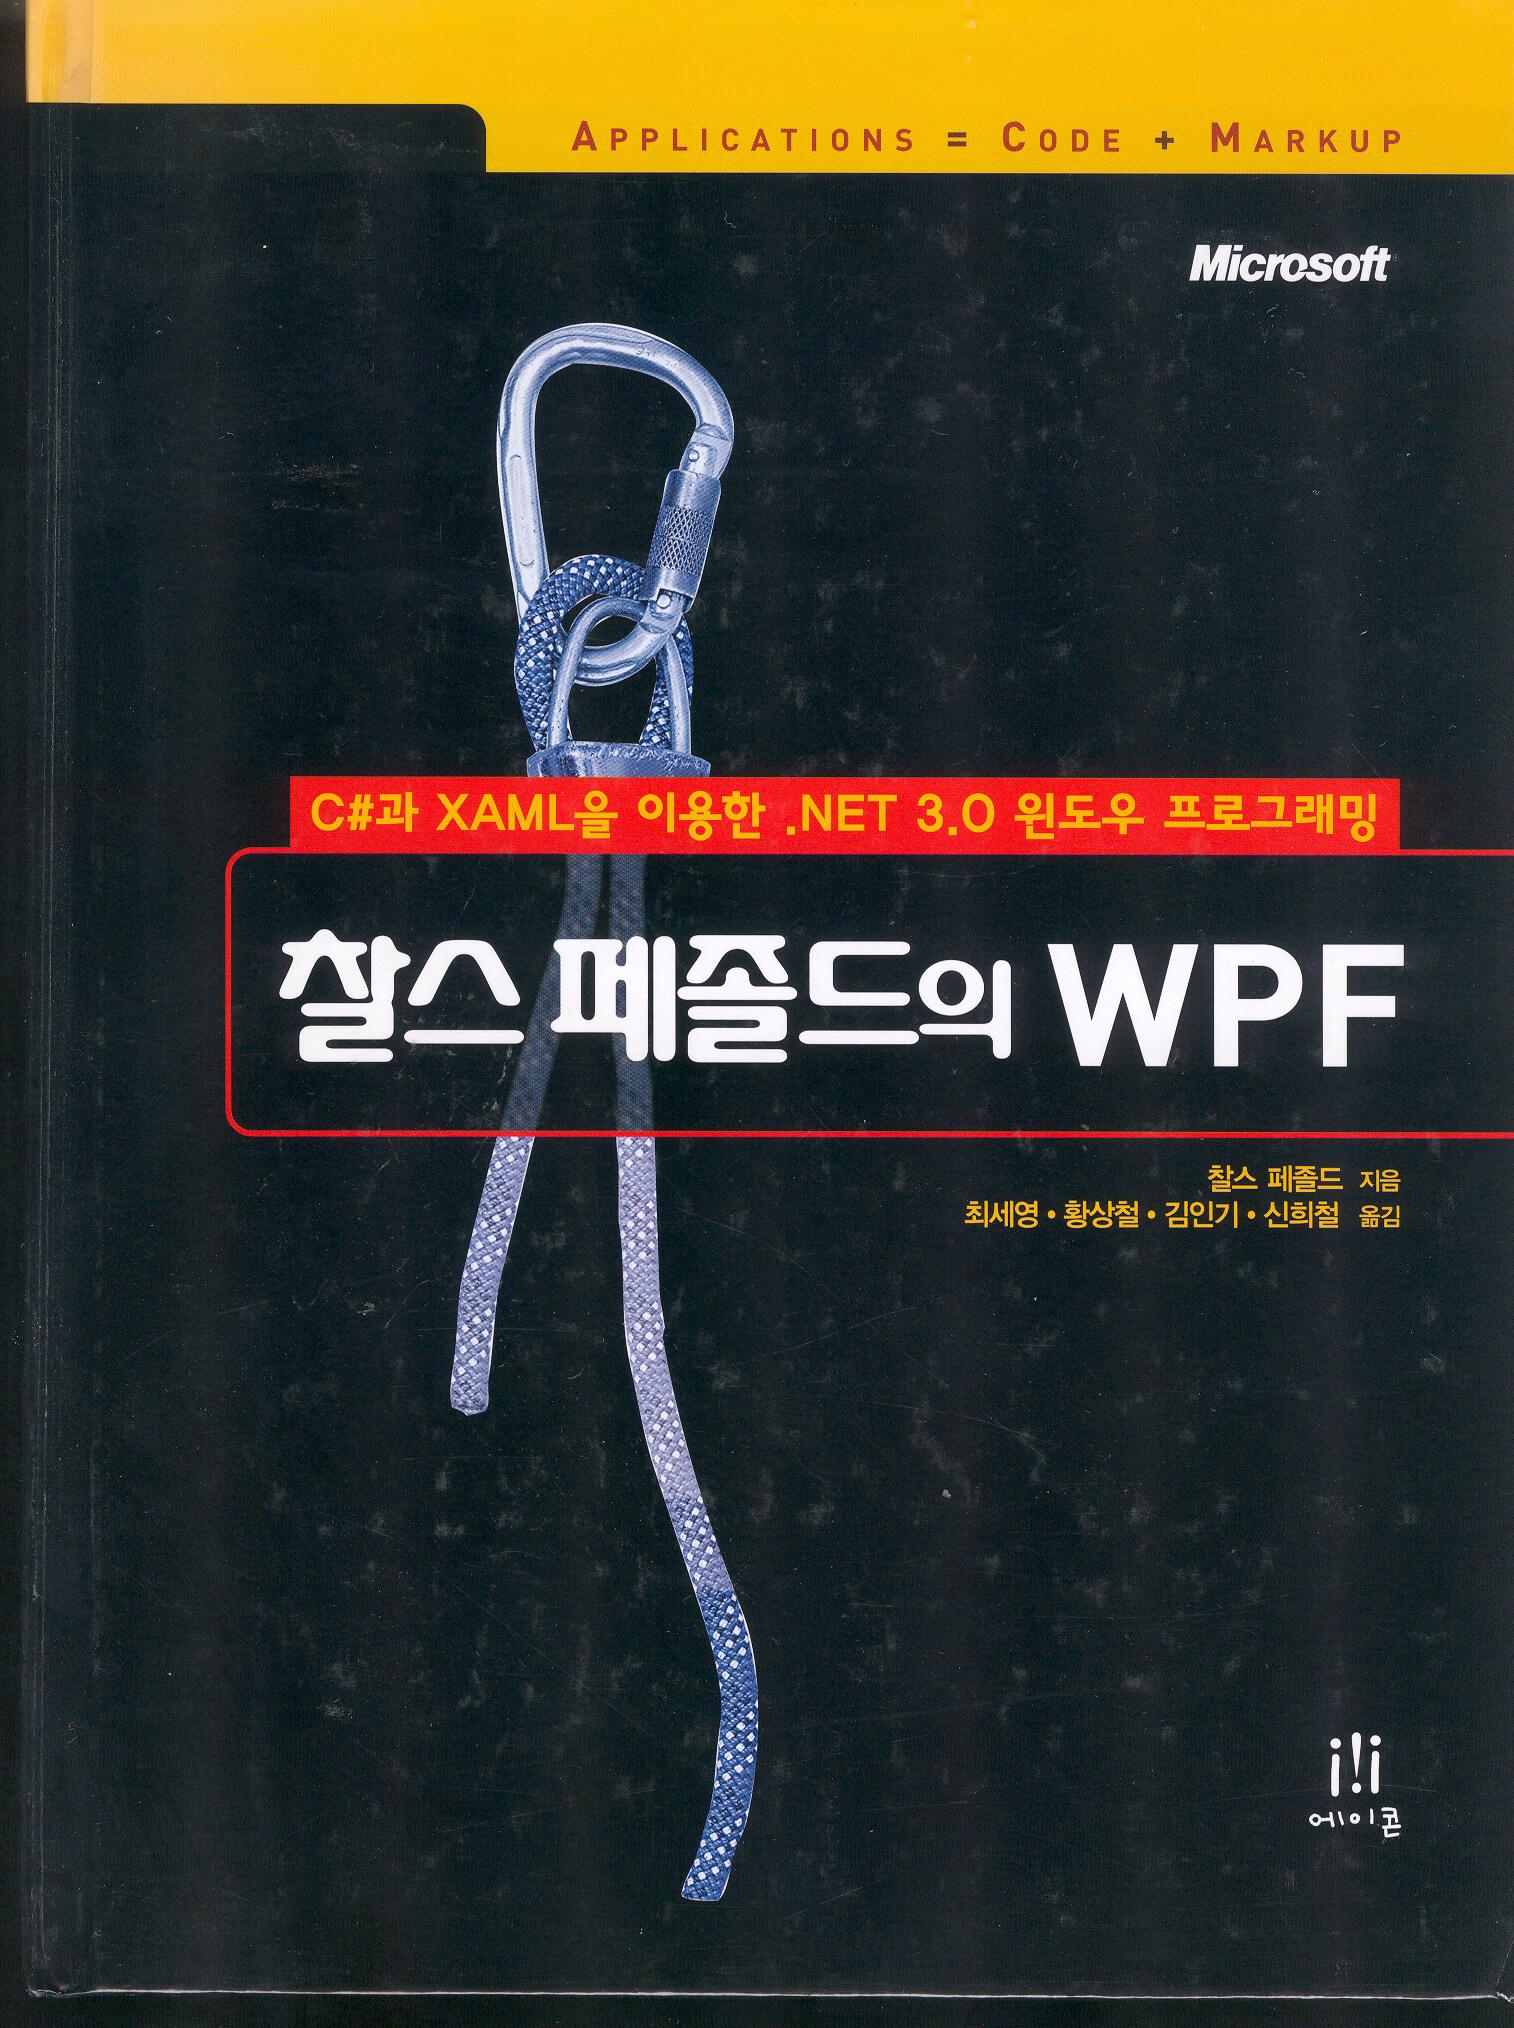 APPLICATIONS = CODE + MARKUP
Microsoft
C#과 XAML을 이용한 .NET 3.0 윈도우 프로그래밍
찰스 페졸드의 WPF
찰스 페졸드 지음
최세영 • 황상철 • 김인기 • 신희철 옮김
에이콘